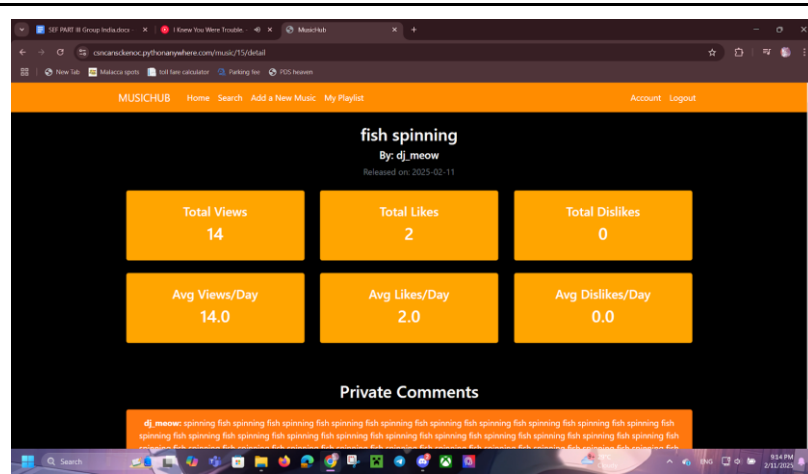 SEF PART III Group India.docx -
I Knew You Were Trouble. -
MusicHub
csncansckenoc.pythonanywhere.com/music/15/detail
New Tab
Malacca spots
toll fare calculator
Parking fee
PDS heaven
MUSICHUB Home Search Add a New Music My Playlist Account Logout
fish spinning
By: dj_meow
Released on: 2025-02-11
Total Views Total Likes Total Dislikes
14 2 0
Avg Views/Day Avg Likes/Day Avg Dislikes/Day
14.0 2.0 0.0
Private Comments
dj_meow: spinning fish spinning fish spinning fish spinning fish spinning fish spinning fish spinning fish spinning fish
spinning fish spinning fish spinning fish spinning fish spinning fish spinning fish spinning fish spinning fish spinning fish
Search
ENG
9:14 PM
2/11/2025